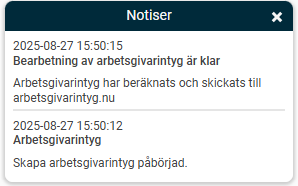 Notiser
2025-08-27 15:50:15
Bearbetning av arbetsgivarintyg är klar
Arbetsgivarintyg har beräknats och skickats till
arbetsgivarintyg.nu
2025-08-27 15:50:12
Arbetsgivarintyg
Skapa arbetsgivarintyg påbörjad.